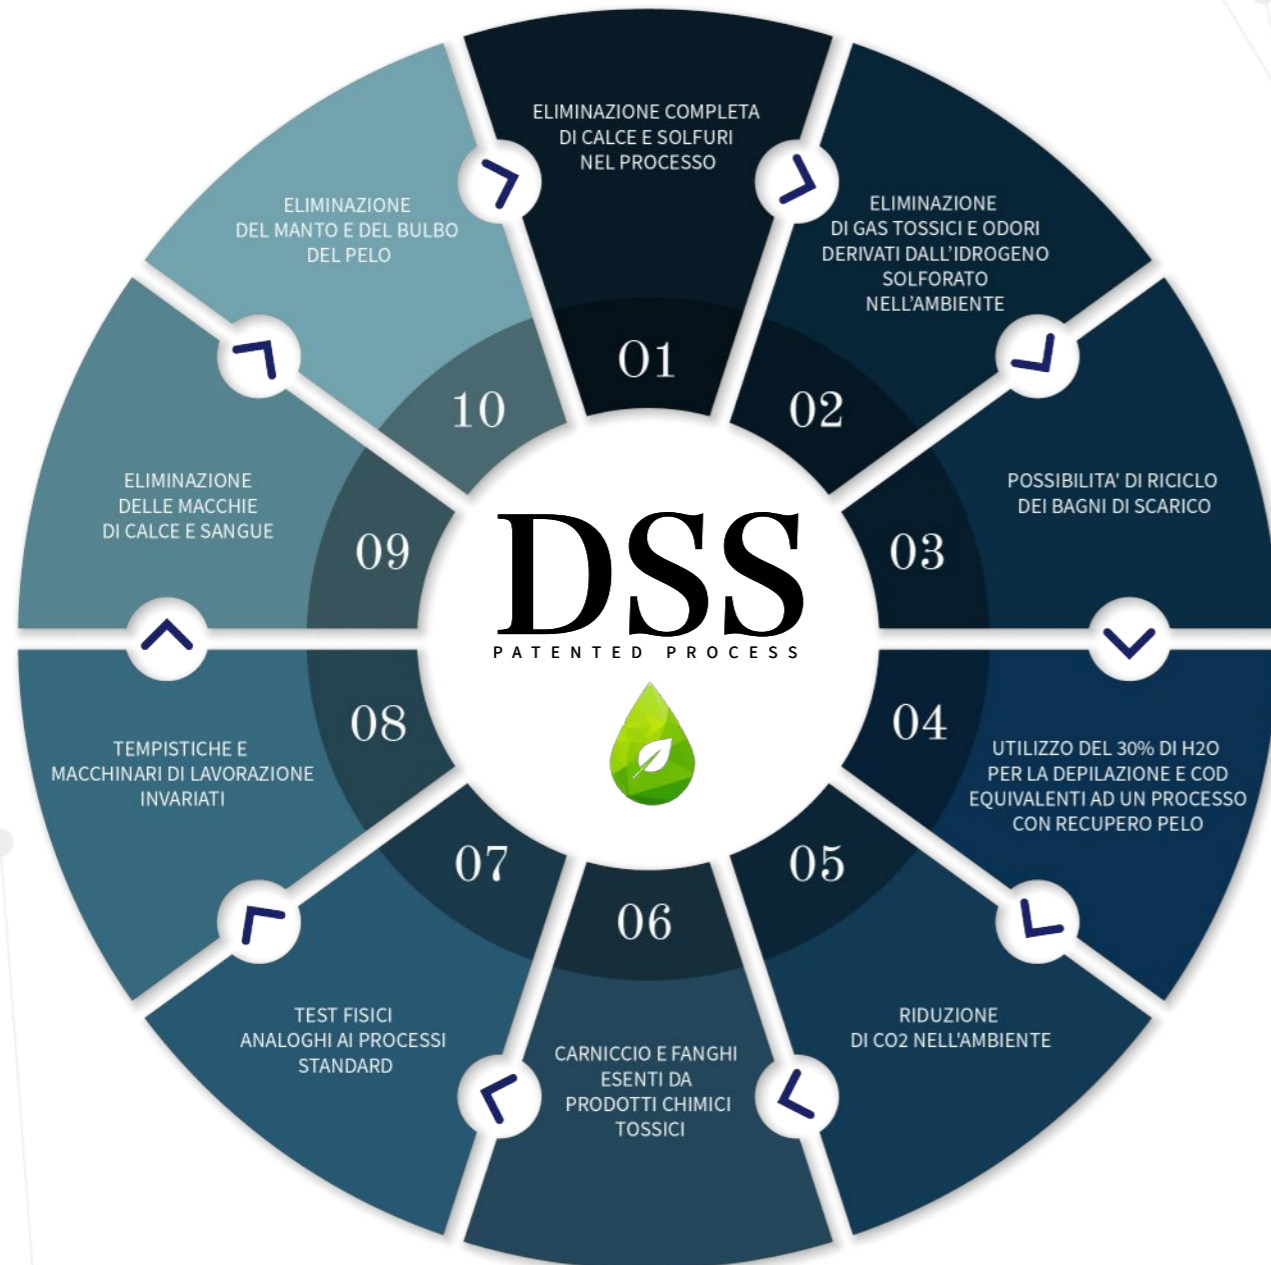 DSS
PATENTED PROCESS
01
ELIMINAZIONE COMPLETA
DI CALCE E SOLFURI
NEL PROCESSO
02
ELIMINAZIONE
DI GAS TOSSICI E ODORI
DERIVATI DALL'IDROGENO
SOLFORATO
NELL'AMBIENTE
03
POSSIBILITA' DI RICICLO
DEI BAGNI DI SCARICO
04
UTILIZZO DEL 30% DI H2O
PER LA DEPILAZIONE E COD
EQUIVALENTI AD UN PROCESSO
CON RECUPERO PELO
05
RIDUZIONE
DI CO2 NELL'AMBIENTE
06
CARNICCIO E FANGHI
ESENTI DA
PRODOTTI CHIMICI
TOSSICI
07
TEST FISICI
ANALOGHI AI PROCESSI
STANDARD
08
TEMPISTICHE E
MACCHINARI DI LAVORAZIONE
INVARIATI
09
ELIMINAZIONE
DELLE MACCHIE
DI CALCE E SANGUE
10
ELIMINAZIONE
DEL MANTO E DEL BULBO
DEL PELO